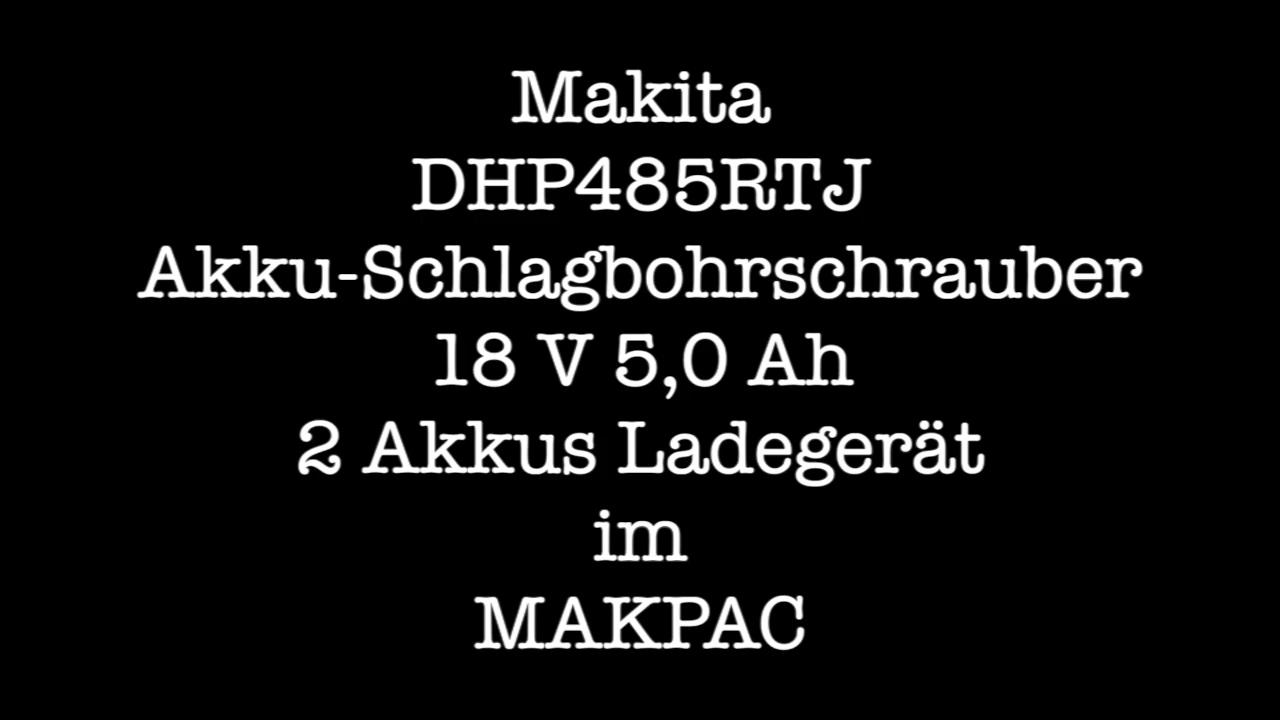 Makita
DHP485RTJ
Akku-Schlagbohrschrauber
18 V 5,0 Ah
2 Akkus Ladegerät
im
MAKPAC